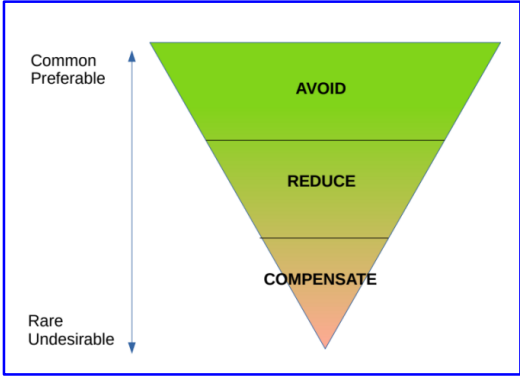 Common
Preferable
AVOID
REDUCE
COMPENSATE
Rare
Undesirable